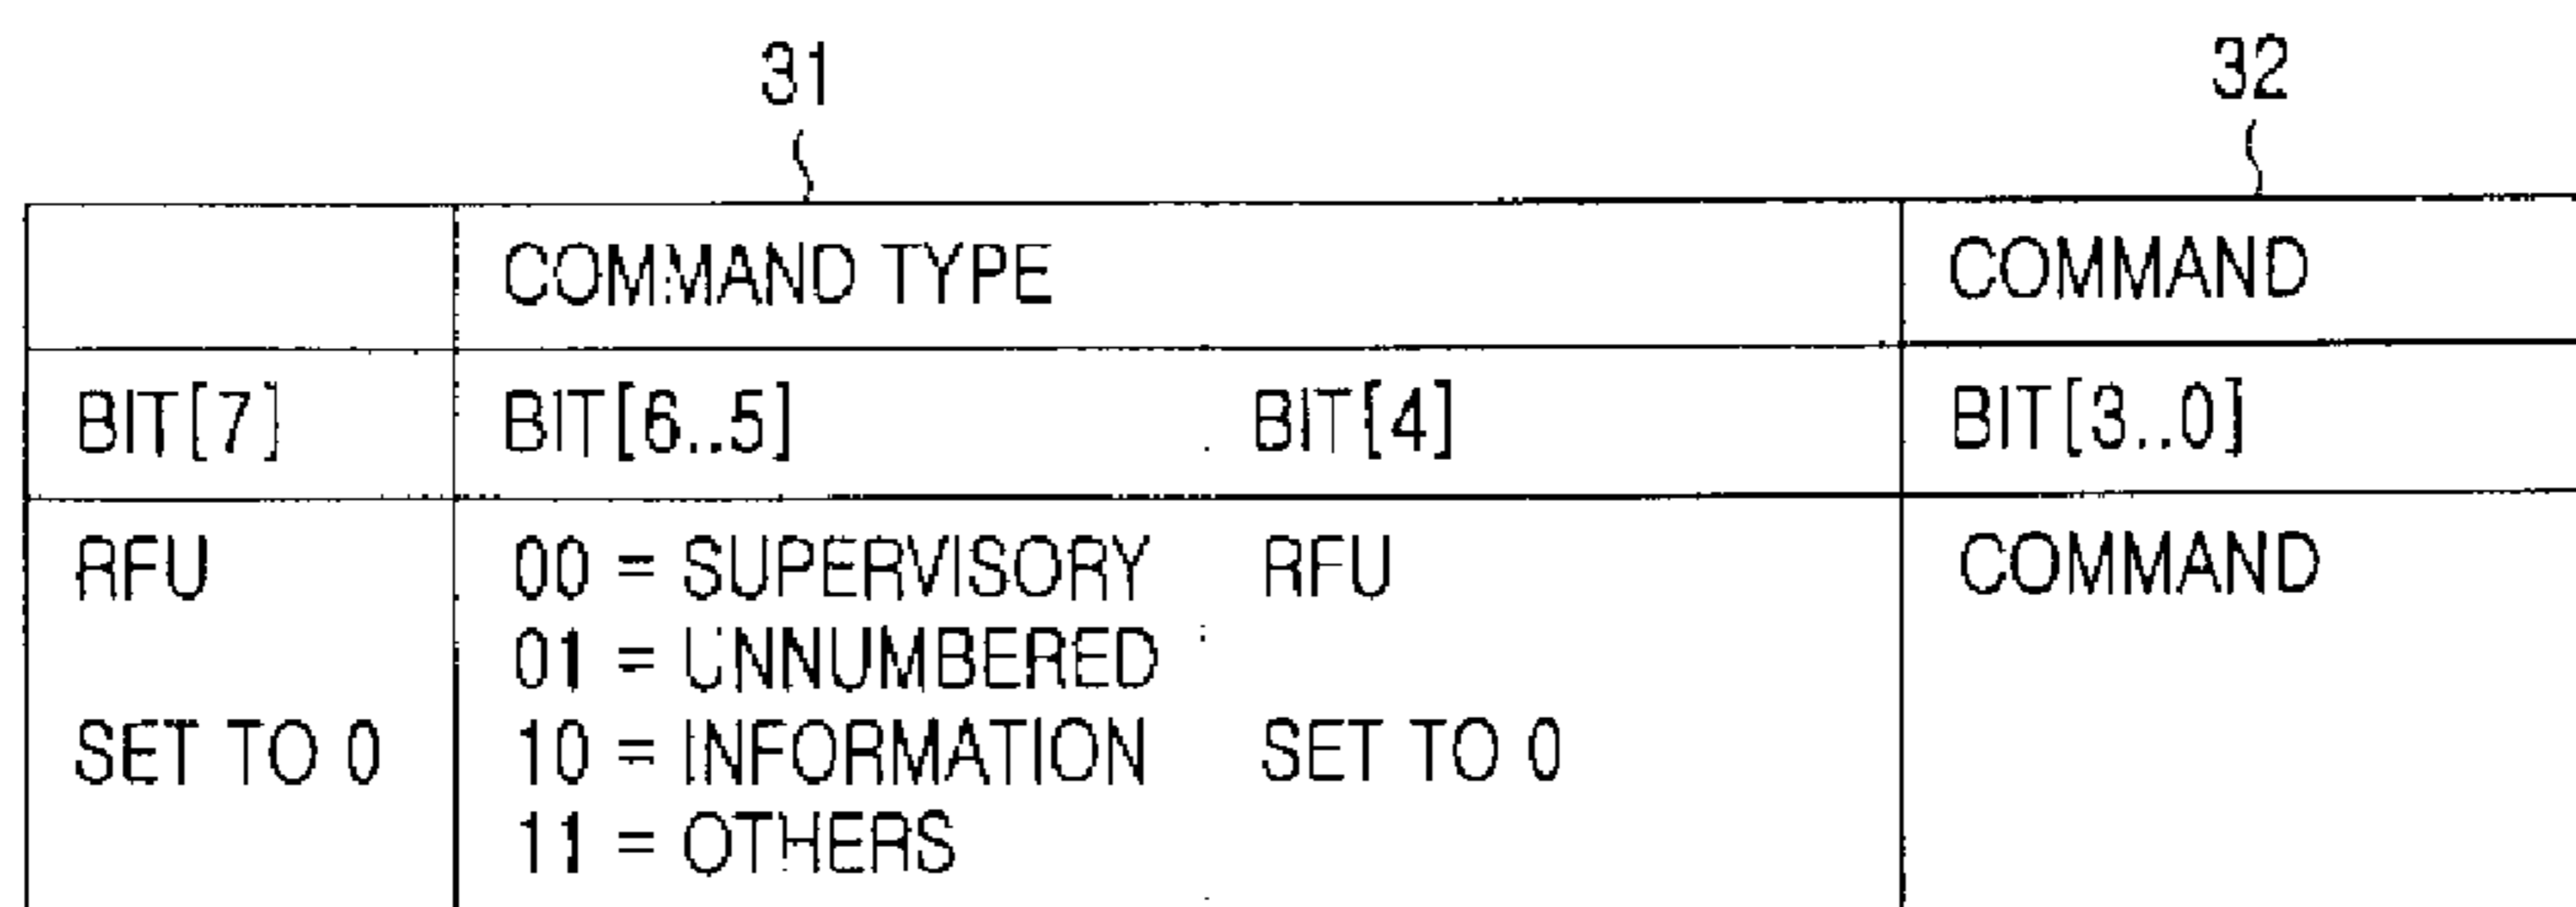 31 32
COMMAND TYPE COMMAND
BIT[7] BIT[6..5] BIT[4] BIT[3..0]
RFU 00 = SUPERVISORY RFU COMMAND
01 = UNNUMBERED
SET TO 0 10 = INFORMATION SET TO 0
11 = OTHERS